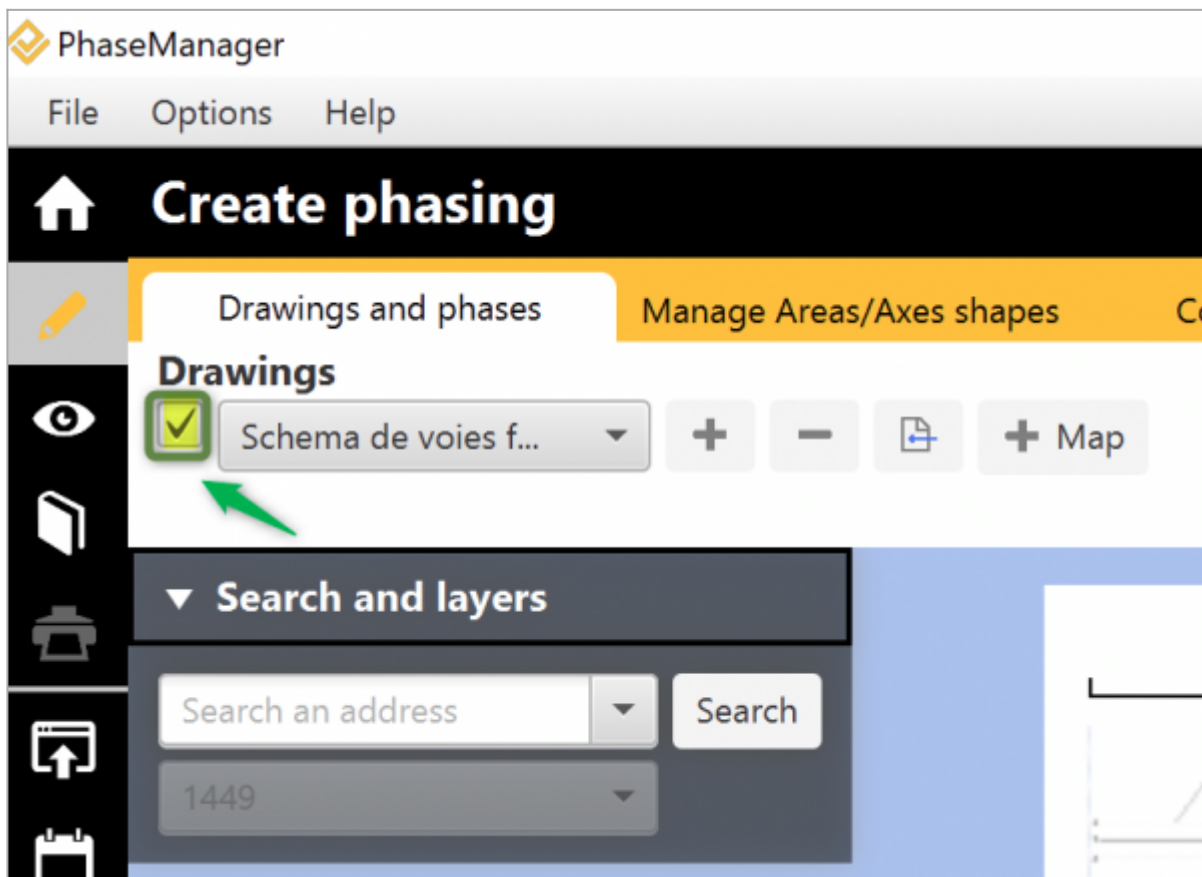 PhaseManager
File Options Help
Create phasing
Drawings and phases Manage Areas/Axes shapes
Drawings
Schema de voies f... Map
Search and layers
Search an address Search
1449